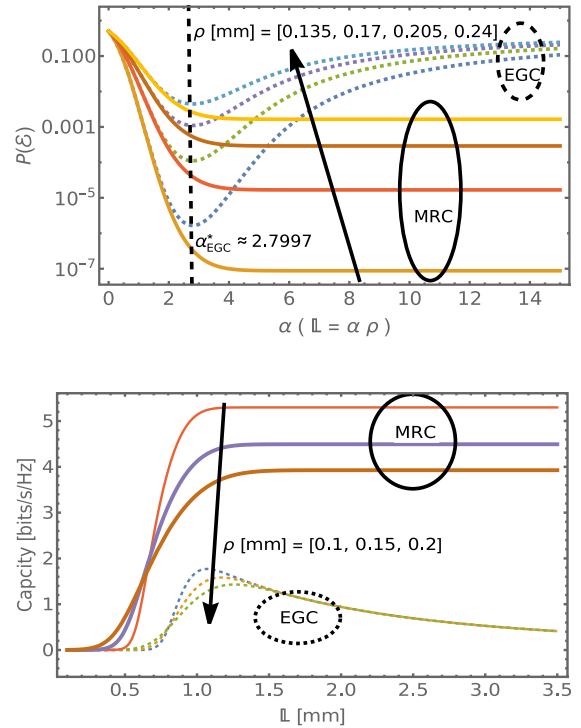 ρ [mm] = [0.135, 0.17, 0.205, 0.24]
0.100
EGC
0.001
P(ℰ)
10⁻⁵
MRC
α*EGC ≈ 2.7997
10⁻⁷
0 2 4 6 8 10 12 14
α ( 𝕃 = α ρ )
5
MRC
4
3
ρ [mm] = [0.1, 0.15, 0.2]
2
Capcity [bits/s/Hz]
1
EGC
0
0.5 1.0 1.5 2.0 2.5 3.0 3.5
𝕃 [mm]